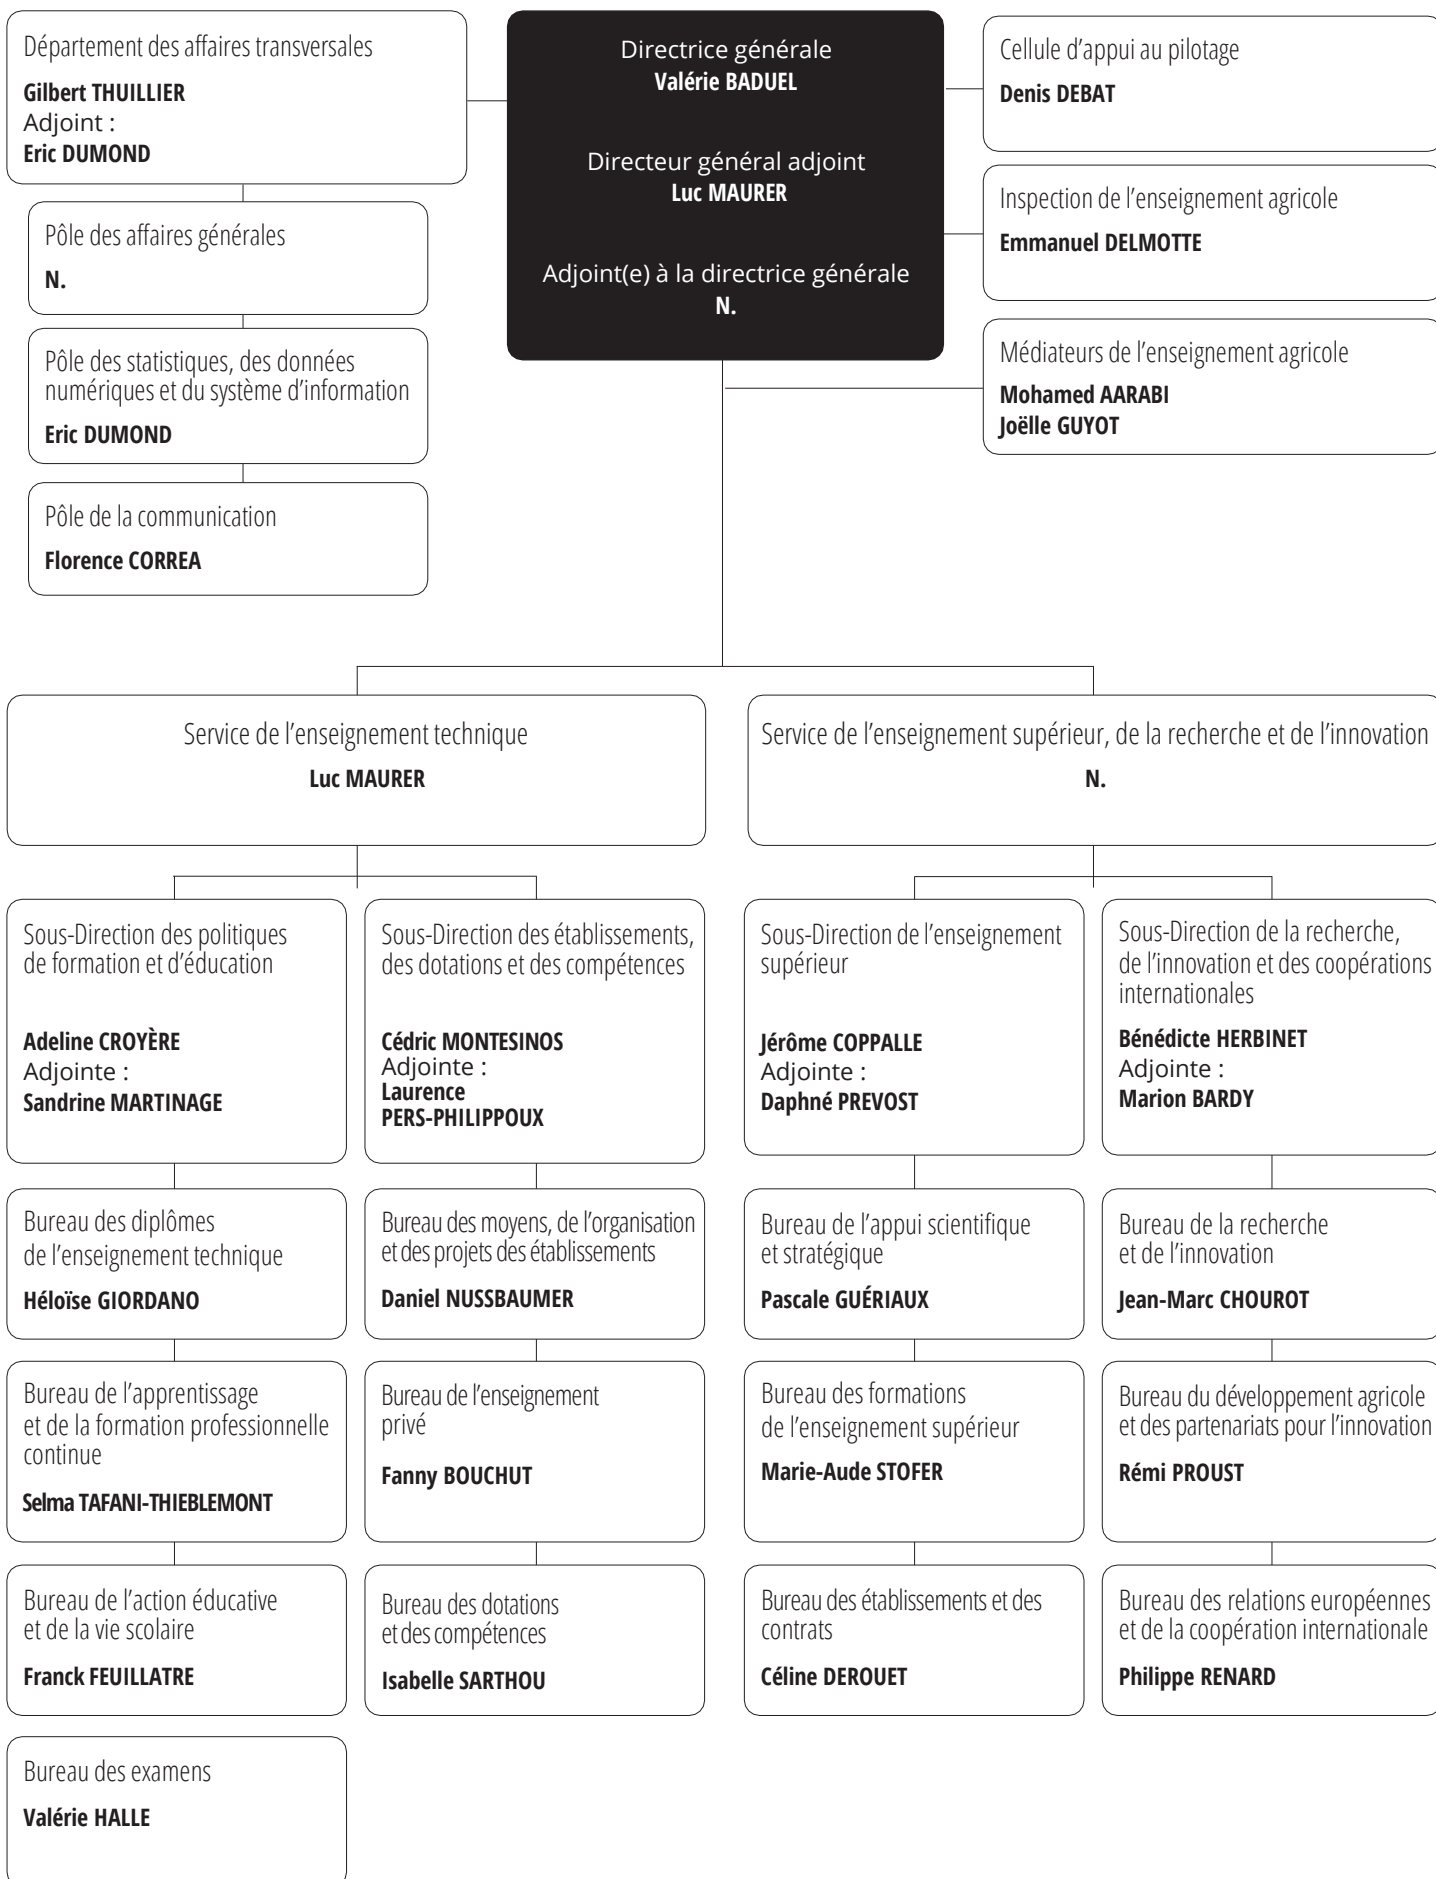 Département des affaires transversales
Gilbert THUILLIER
Adjoint :
Eric DUMOND
Directrice générale
Valérie BADUEL
Directeur général adjoint
Luc MAURER
Adjoint(e) à la directrice générale
N.
Cellule d’appui au pilotage
Denis DEBAT
Inspection de l’enseignement agricole
Emmanuel DELMOTTE
Médiateurs de l’enseignement agricole
Mohamed AARABI
Joëlle GUYOT
Pôle des affaires générales
N.
Pôle des statistiques, des données
numériques et du système d’information
Eric DUMOND
Pôle de la communication
Florence CORREA
Service de l’enseignement technique
Luc MAURER
Service de l’enseignement supérieur, de la recherche et de l’innovation
N.
Sous-Direction des politiques
de formation et d’éducation
Adeline CROYÈRE
Adjointe :
Sandrine MARTINAGE
Sous-Direction des établissements,
des dotations et des compétences
Cédric MONTESINOS
Adjointe :
Laurence
PERS-PHILIPPOUX
Sous-Direction de l’enseignement
supérieur
Jérôme COPPALLE
Adjointe :
Daphné PREVOST
Sous-Direction de la recherche,
de l’innovation et des coopérations
internationales
Bénédicte HERBINET
Adjointe :
Marion BARDY
Bureau des diplômes
de l’enseignement technique
Héloïse GIORDANO
Bureau des moyens, de l’organisation
et des projets des établissements
Daniel NUSSBAUMER
Bureau de l’appui scientifique
et stratégique
Pascale GUÉRIAUX
Bureau de la recherche
et de l’innovation
Jean-Marc CHOUROT
Bureau de l’apprentissage
et de la formation professionnelle
continue
Selma TAFANI-THIEBLEMONT
Bureau de l’enseignement
privé
Fanny BOUCHUT
Bureau des formations
de l’enseignement supérieur
Marie-Aude STOFER
Bureau du développement agricole
et des partenariats pour l’innovation
Rémi PROUST
Bureau de l’action éducative
et de la vie scolaire
Franck FEUILLATRE
Bureau des dotations
et des compétences
Isabelle SARTHOU
Bureau des établissements et des
contrats
Céline DEROUET
Bureau des relations européennes
et de la coopération internationale
Philippe RENARD
Bureau des examens
Valérie HALLE